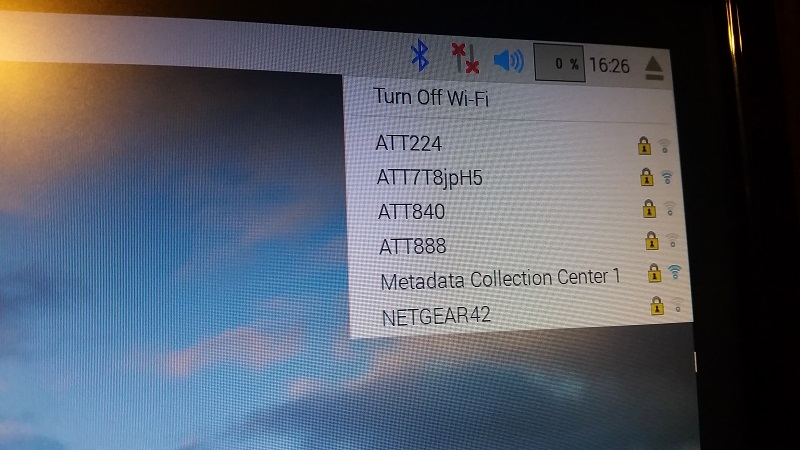 0 % 16:26
Turn Off Wi-Fi
ATT224
ATT7T8jpH5
ATT840
ATT888
Metadata Collection Center 1
NETGEAR42